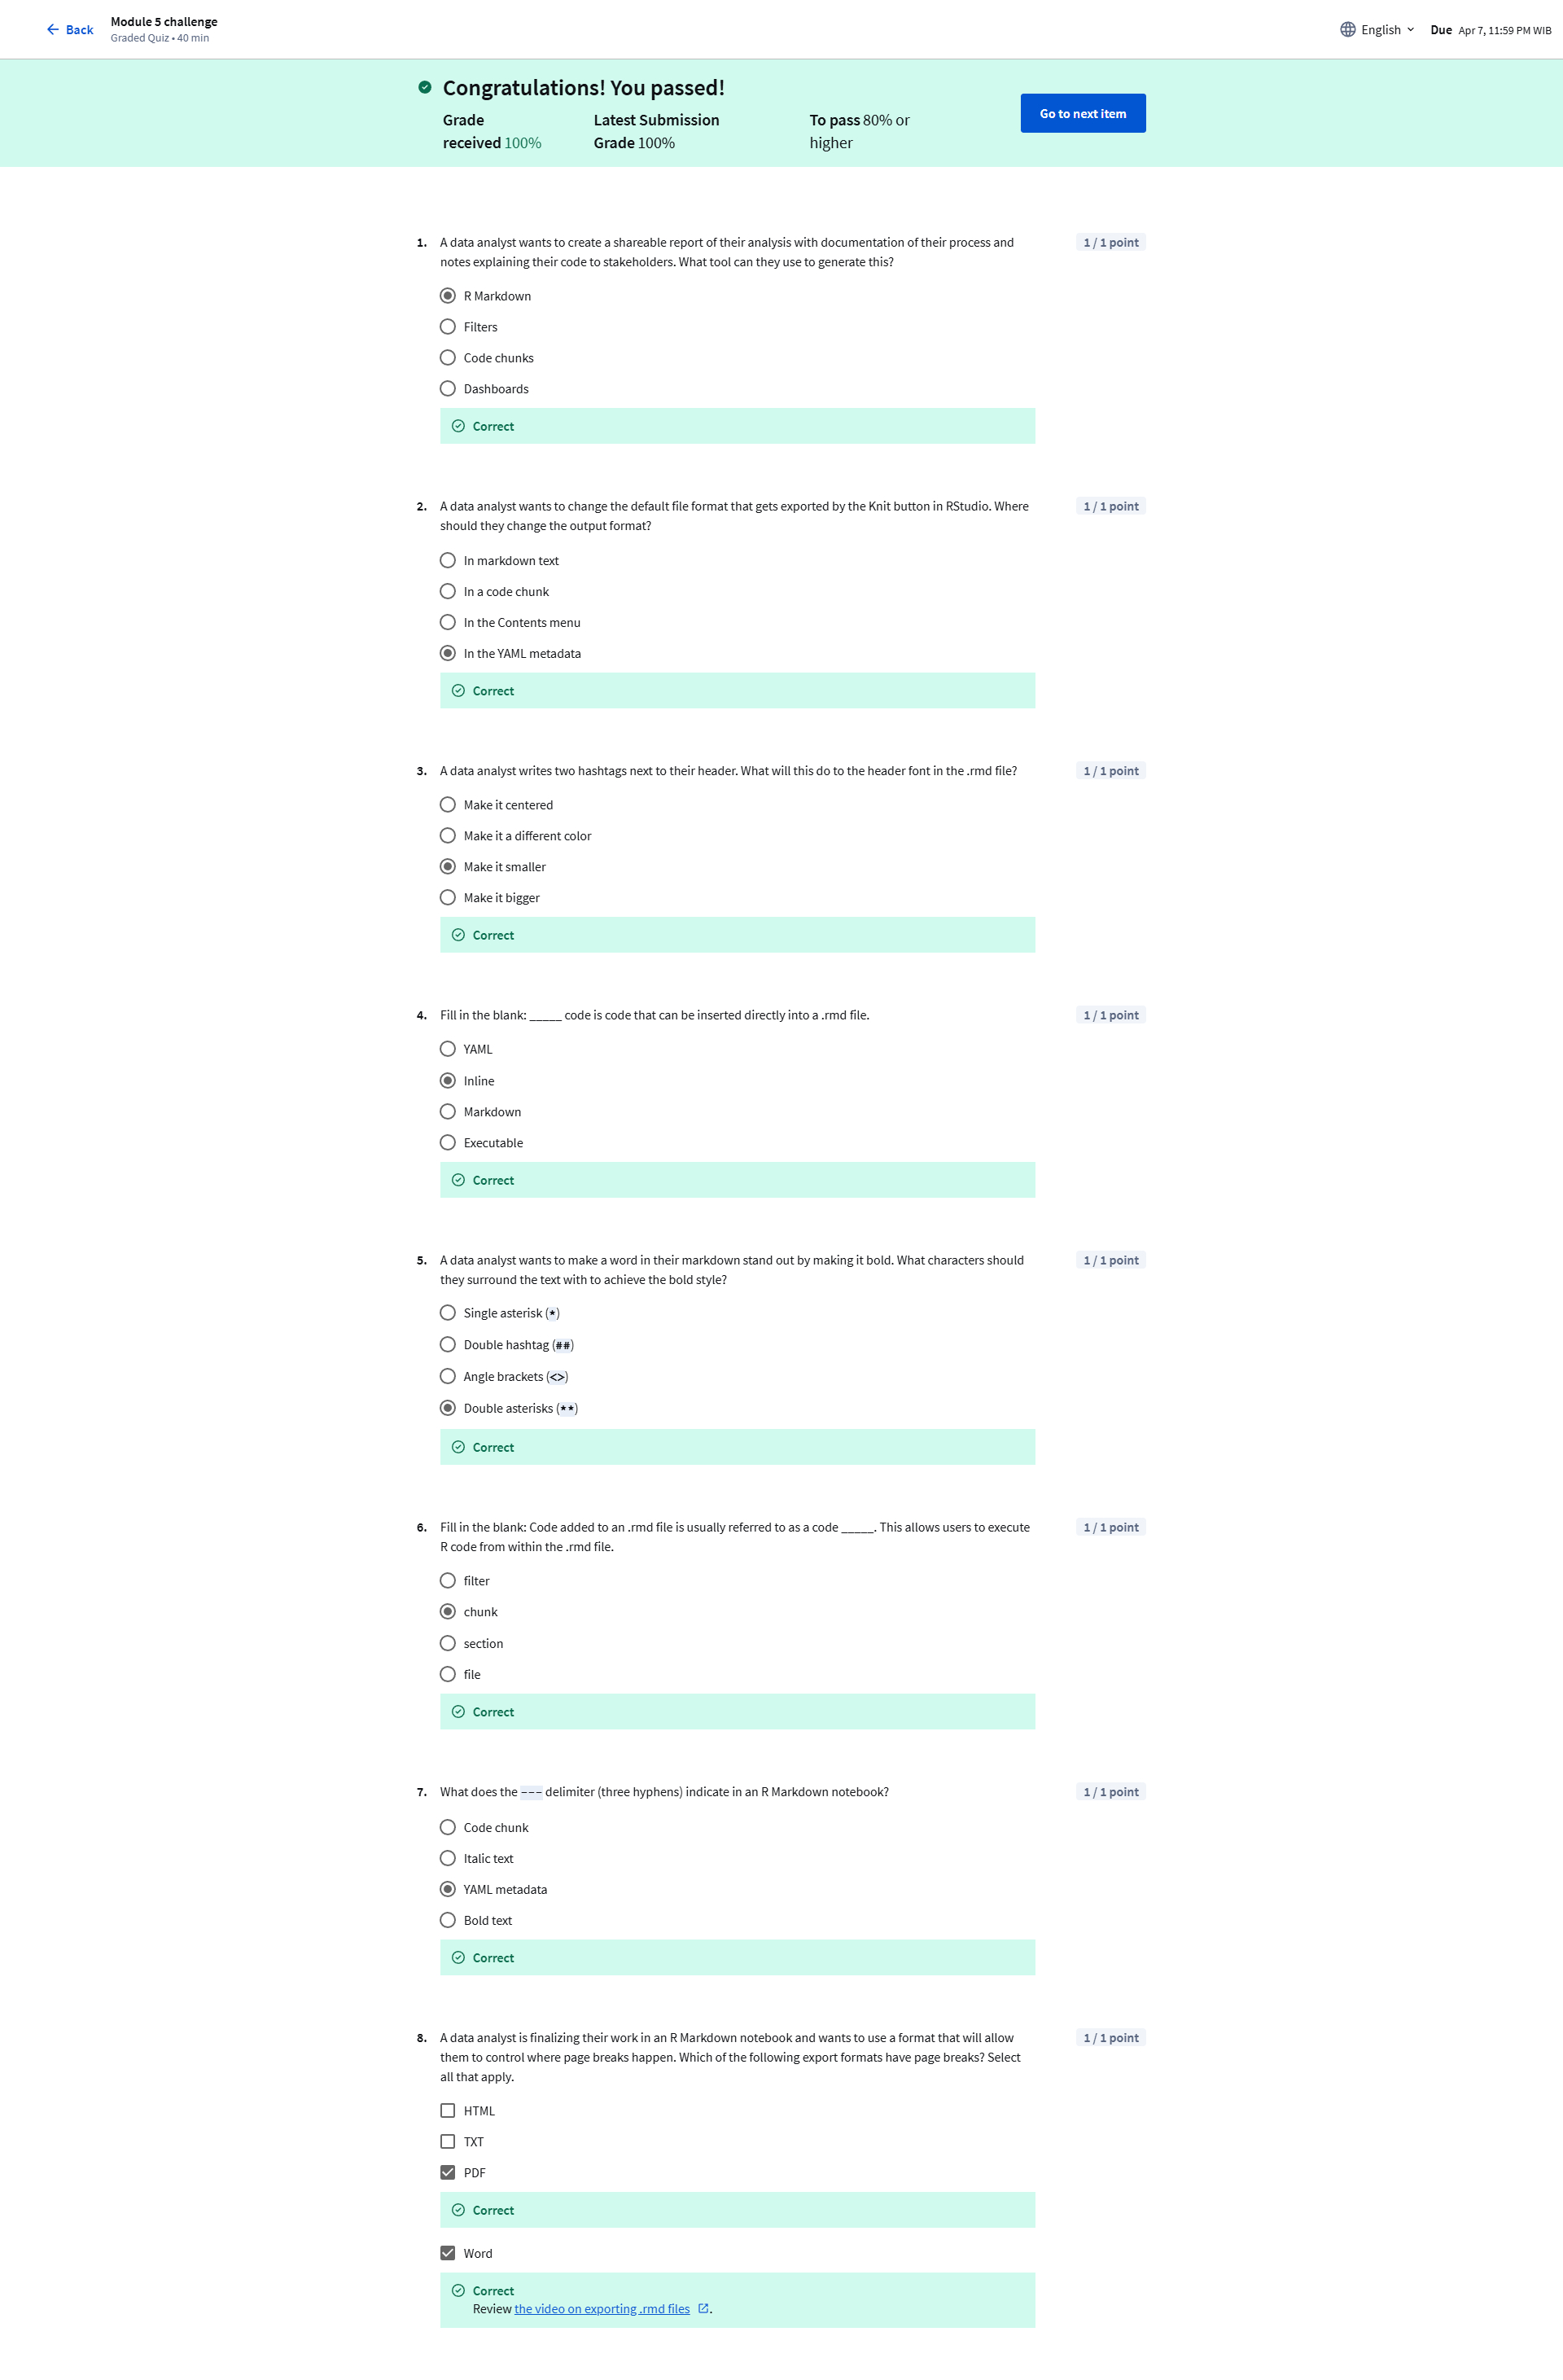 Back
Module 5 challenge
Graded Quiz • 40 min
English
Due Apr 7, 11:59 PM WIB
Congratulations! You passed!
Grade
received 100%
Latest Submission
Grade 100%
To pass 80% or
higher
Go to next item
1. A data analyst wants to create a shareable report of their analysis with documentation of their process and
notes explaining their code to stakeholders. What tool can they use to generate this?
1 / 1 point
R Markdown
Filters
Code chunks
Dashboards
Correct
2. A data analyst wants to change the default file format that gets exported by the Knit button in RStudio. Where
should they change the output format?
1 / 1 point
In markdown text
In a code chunk
In the Contents menu
In the YAML metadata
Correct
3. A data analyst writes two hashtags next to their header. What will this do to the header font in the .rmd file?
1 / 1 point
Make it centered
Make it a different color
Make it smaller
Make it bigger
Correct
4. Fill in the blank: _____ code is code that can be inserted directly into a .rmd file.
1 / 1 point
YAML
Inline
Markdown
Executable
Correct
5. A data analyst wants to make a word in their markdown stand out by making it bold. What characters should
they surround the text with to achieve the bold style?
1 / 1 point
Single asterisk (*)
Double hashtag (##)
Angle brackets (<>)
Double asterisks (**)
Correct
6. Fill in the blank: Code added to an .rmd file is usually referred to as a code _____. This allows users to execute
R code from within the .rmd file.
1 / 1 point
filter
chunk
section
file
Correct
7. What does the --- delimiter (three hyphens) indicate in an R Markdown notebook?
1 / 1 point
Code chunk
Italic text
YAML metadata
Bold text
Correct
8. A data analyst is finalizing their work in an R Markdown notebook and wants to use a format that will allow
them to control where page breaks happen. Which of the following export formats have page breaks? Select
all that apply.
1 / 1 point
HTML
TXT
PDF
Correct
Word
Correct
Review the video on exporting .rmd files .